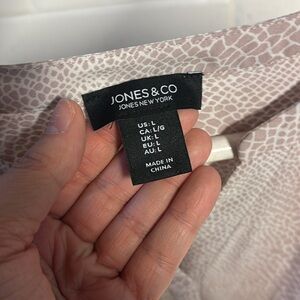 JONES & CO
JONES NEW YORK
US: L
CA: L/G
UK: L
EU: L
AU: L
MADE IN
CHINA